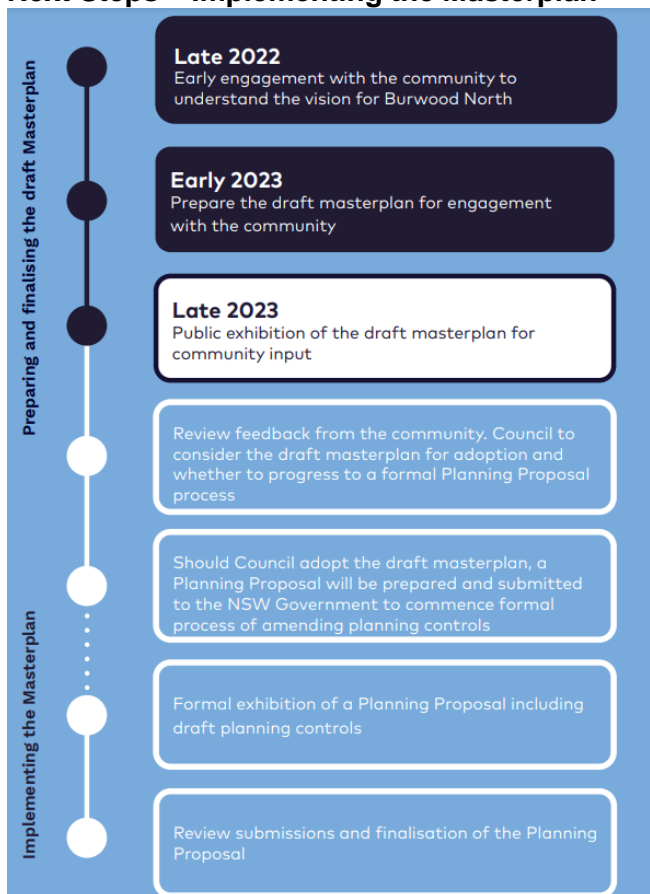 Next Steps – Implementing the Masterplan
Preparing and finalising the draft Masterplan
Late 2022
Early engagement with the community to
understand the vision for Burwood North
Early 2023
Prepare the draft masterplan for engagement
with the community
Late 2023
Public exhibition of the draft masterplan for
community input
Review feedback from the community. Council to
consider the draft masterplan for adoption and
whether to progress to a formal Planning Proposal
process
Implementing the Masterplan
Should Council adopt the draft masterplan, a
Planning Proposal will be prepared and submitted
to the NSW Government to commence formal
process of amending planning controls
Formal exhibition of a Planning Proposal including
draft planning controls
Review submissions and finalisation of the Planning
Proposal